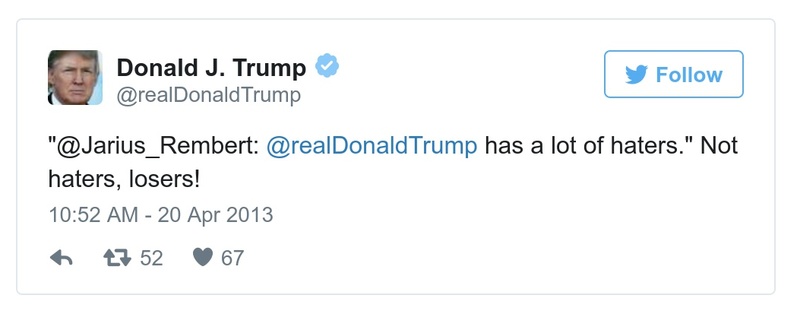 Donald J. Trump
@realDonaldTrump
Follow
"@Jarius_Rembert: @realDonaldTrump has a lot of haters." Not
haters, losers!
10:52 AM - 20 Apr 2013
52 67